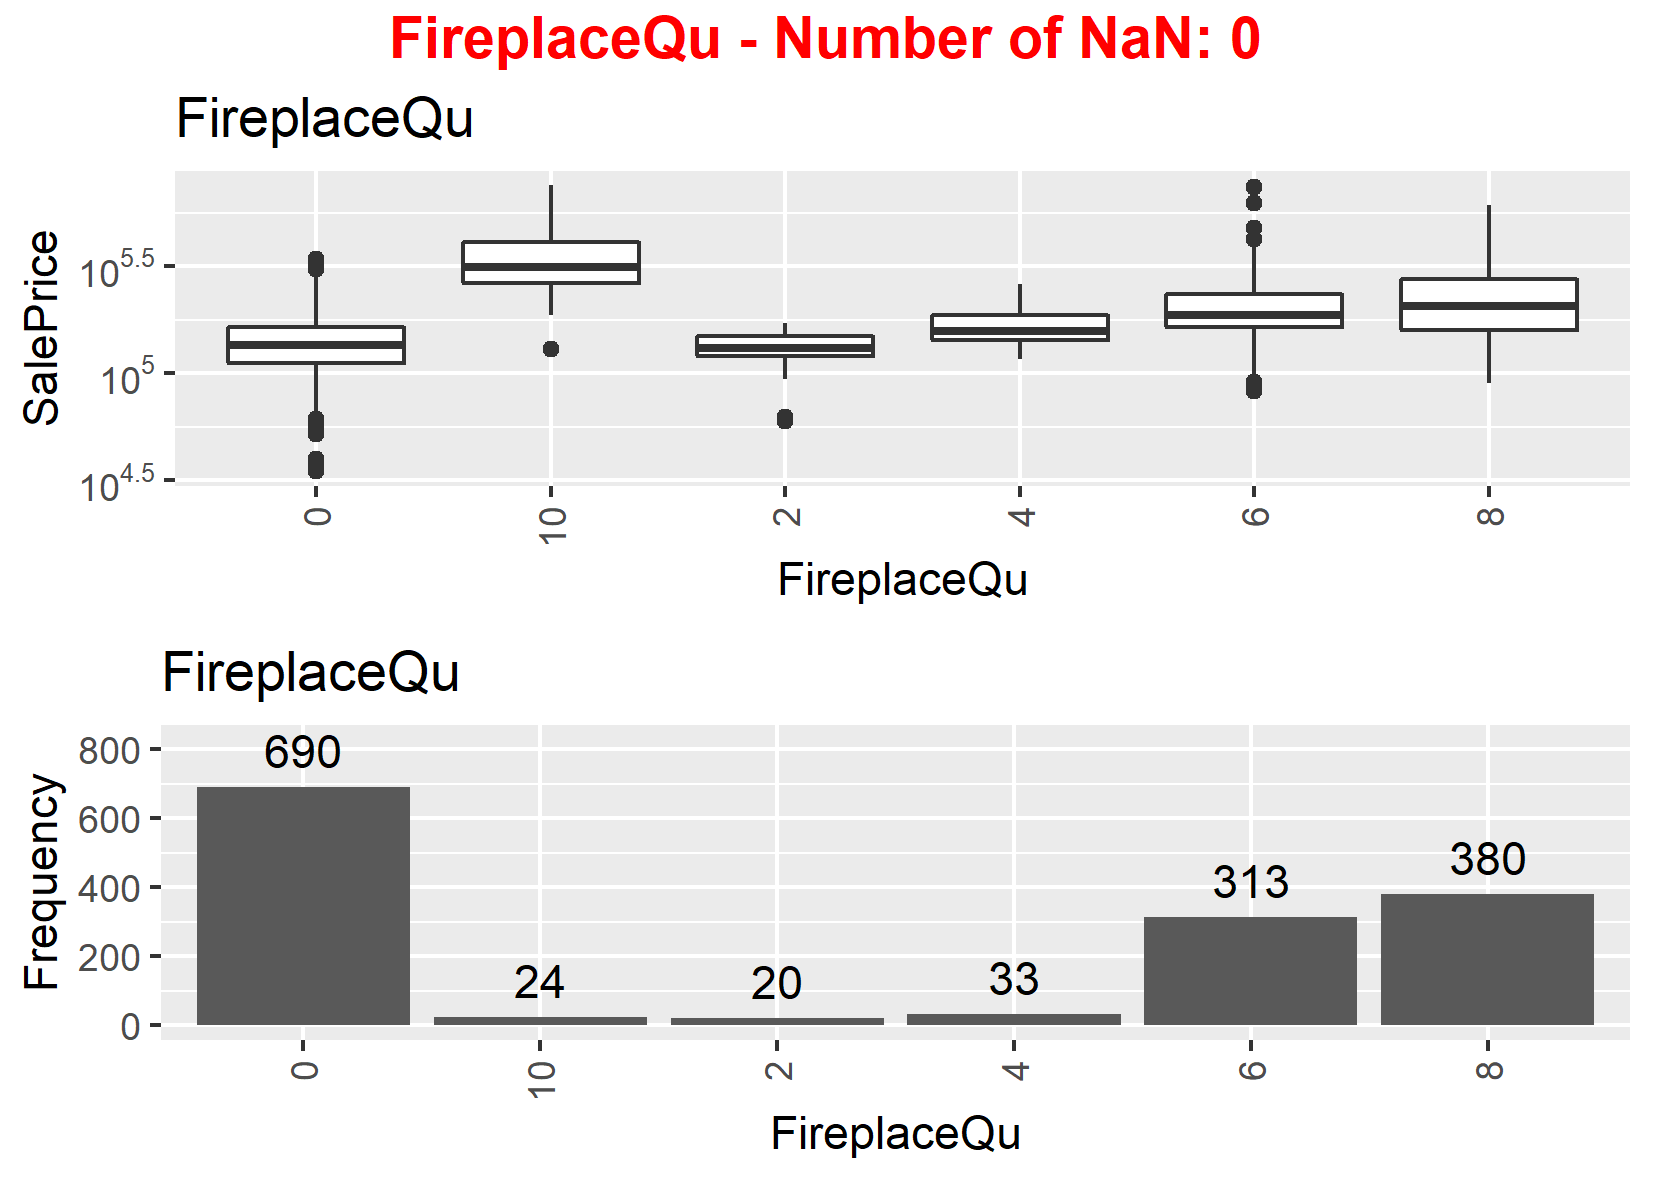 FireplaceQu - Number of NaN: 0
FireplaceQu
SalePrice
10^5.5
10^5
10^4.5
0 10 2 4 6 8
FireplaceQu
FireplaceQu
Frequency
800
600
400
200
0
690 24 20 33 313 380
0 10 2 4 6 8
FireplaceQu